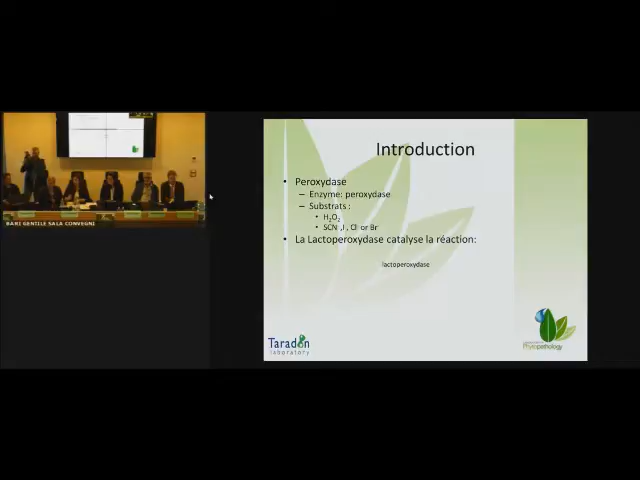 Introduction
• Peroxydase
– Enzyme: peroxydase
– Substrats :
• H2O2
• SCN ,I , Cl or Br
• La Lactoperoxydase catalyse la réaction:
lactoperoxydase
BARI GENTILE SALA CONVEGNI
Taradon
laboratory
Phytopathology